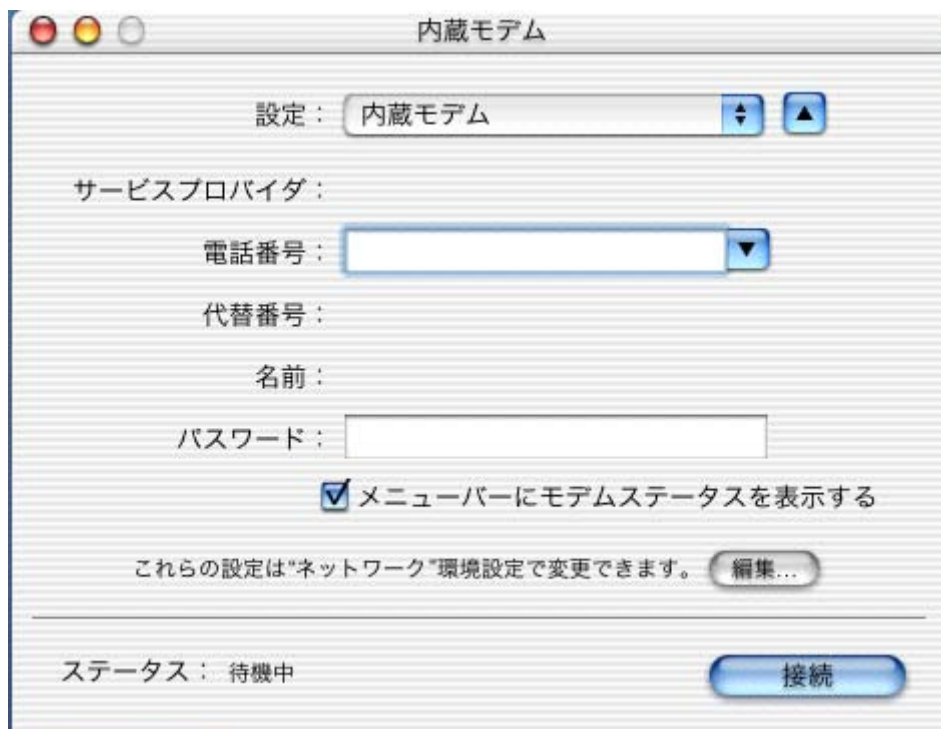 内蔵モデム
設定： 内蔵モデム
サービスプロバイダ：
電話番号：
代替番号：
名前：
パスワード：
メニューバーにモデムステータスを表示する
これらの設定は“ネットワーク”環境設定で変更できます。 編集...
ステータス： 待機中 接続